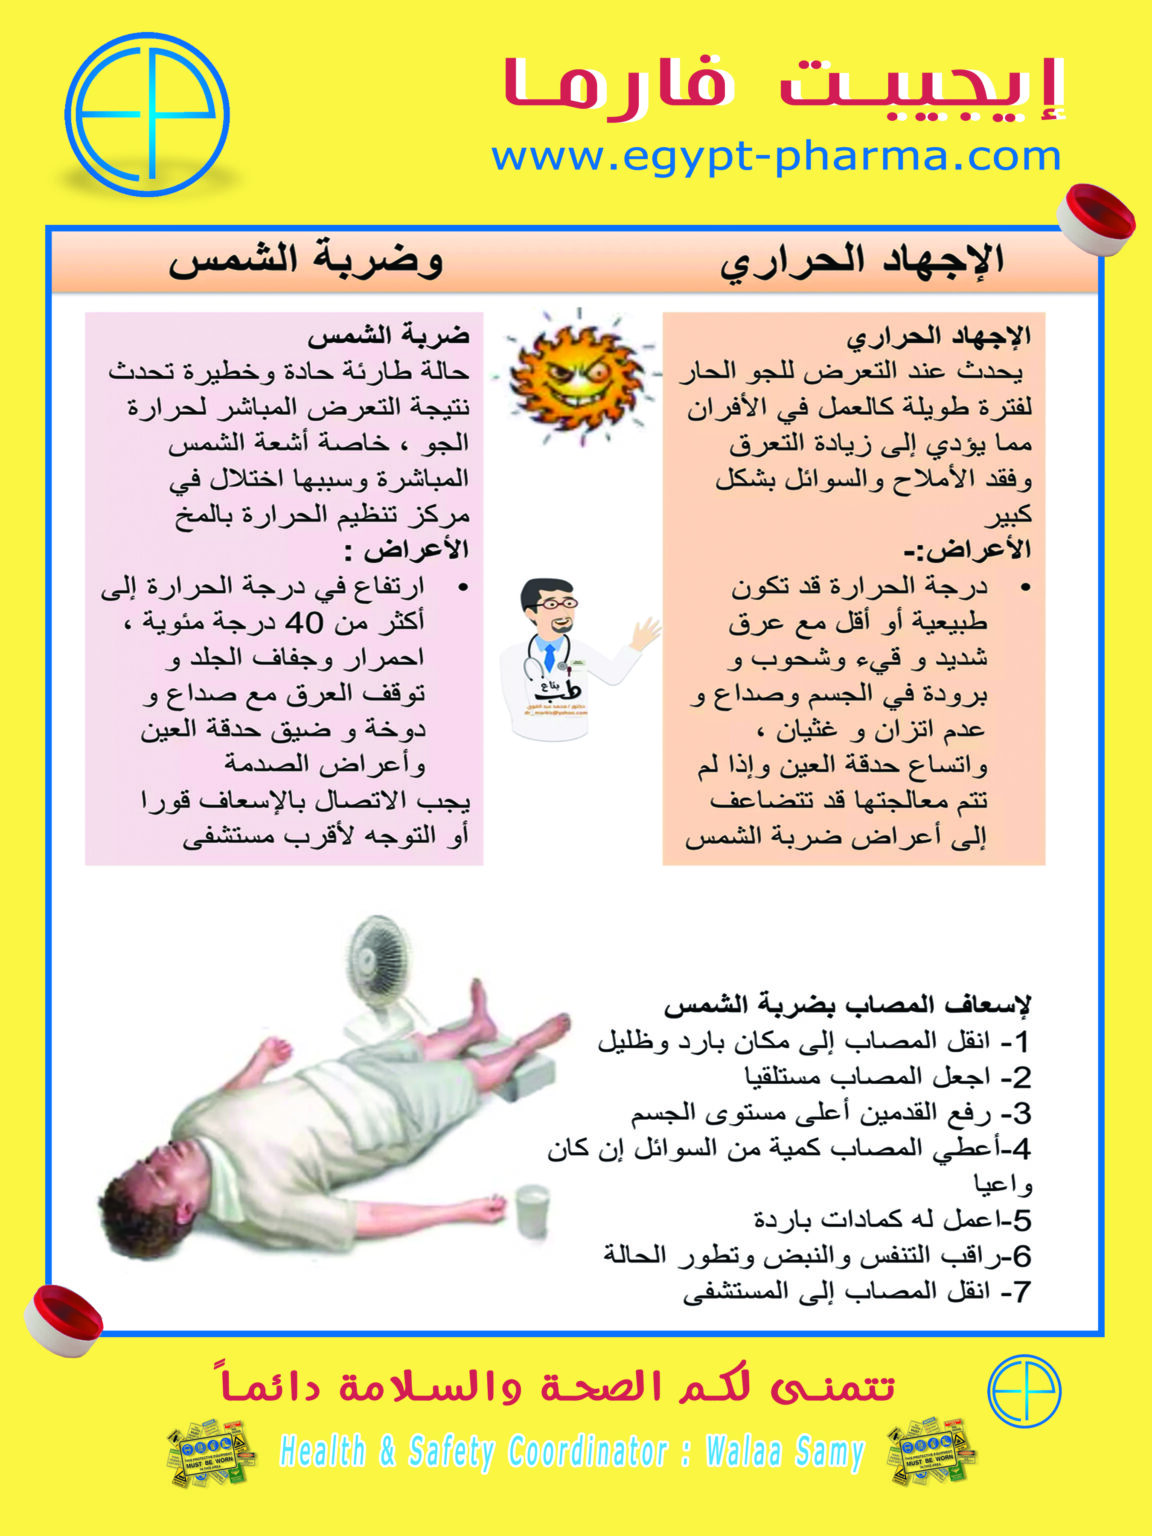 إيجيبت فارما
www.egypt-pharma.com
الإجهاد الحراري
وضربة الشمس
الإجهاد الحراري
يحدث عند التعرض للجو الحار
لفترة طويلة كالعمل في الأفران
مما يؤدي إلى زيادة التعرق
وفقد الأملاح والسوائل بشكل
كبير
الأعراض:-
• درجة الحرارة قد تكون
طبيعية أو أقل مع عرق
شديد و قيء وشحوب و
برودة في الجسم وصداع و
عدم اتزان و غثيان ،
واتساع حدقة العين وإذا لم
تتم معالجتها قد تتضاعف
إلى أعراض ضربة الشمس
ضربة الشمس
حالة طارئة حادة وخطيرة تحدث
نتيجة التعرض المباشر لحرارة
الجو ، خاصة أشعة الشمس
المباشرة وسببها اختلال في
مركز تنظيم الحرارة بالمخ
الأعراض :
• ارتفاع في درجة الحرارة إلى
أكثر من 40 درجة مئوية ،
احمرار وجفاف الجلد و
توقف العرق مع صداع و
دوخة و ضيق حدقة العين
وأعراض الصدمة
يجب الاتصال بالإسعاف قورا
أو التوجه لأقرب مستشفى
بتاع
طب
لإسعاف المصاب بضربة الشمس
1- انقل المصاب إلى مكان بارد وظليل
2- اجعل المصاب مستلقيا
3- رفع القدمين أعلى مستوى الجسم
4-أعطي المصاب كمية من السوائل إن كان
واعيا
5-اعمل له كمادات باردة
6-راقب التنفس والنبض وتطور الحالة
7- انقل المصاب إلى المستشفى
تتمنى لكم الصحة والسلامة دائماً
Health & Safety Coordinator : Walaa Samy
MUST BE WORN
MUST BE WORN